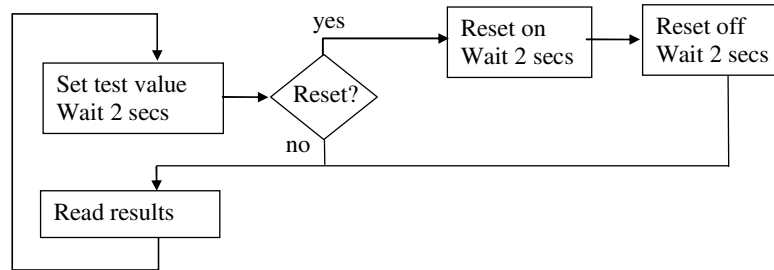 yes
Reset on
Wait 2 secs
Reset off
Wait 2 secs
Set test value
Wait 2 secs
Reset?
no
Read results